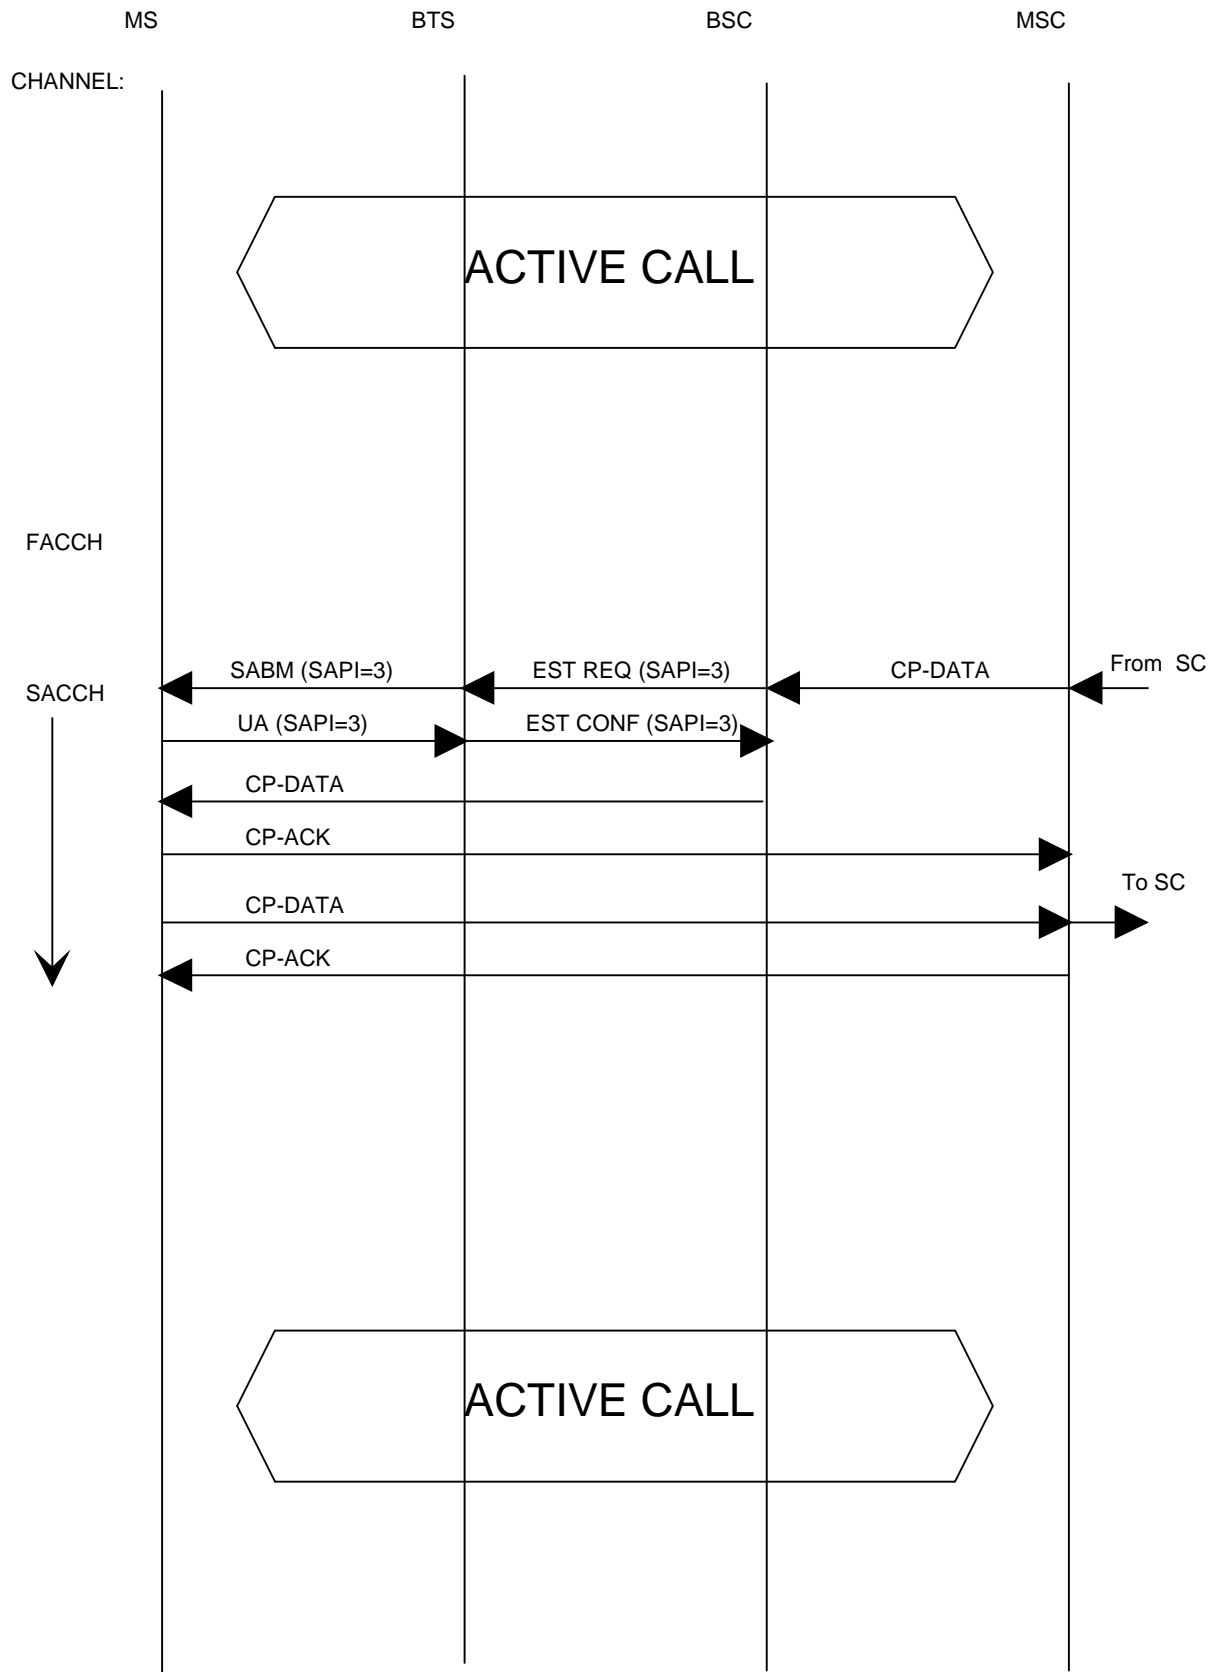 MS BTS BSC MSC
CHANNEL:
ACTIVE CALL
FACCH
SABM (SAPI=3) EST REQ (SAPI=3) CP-DATA From SC
SACCH
UA (SAPI=3) EST CONF (SAPI=3)
CP-DATA
CP-ACK
To SC
CP-DATA
CP-ACK
ACTIVE CALL